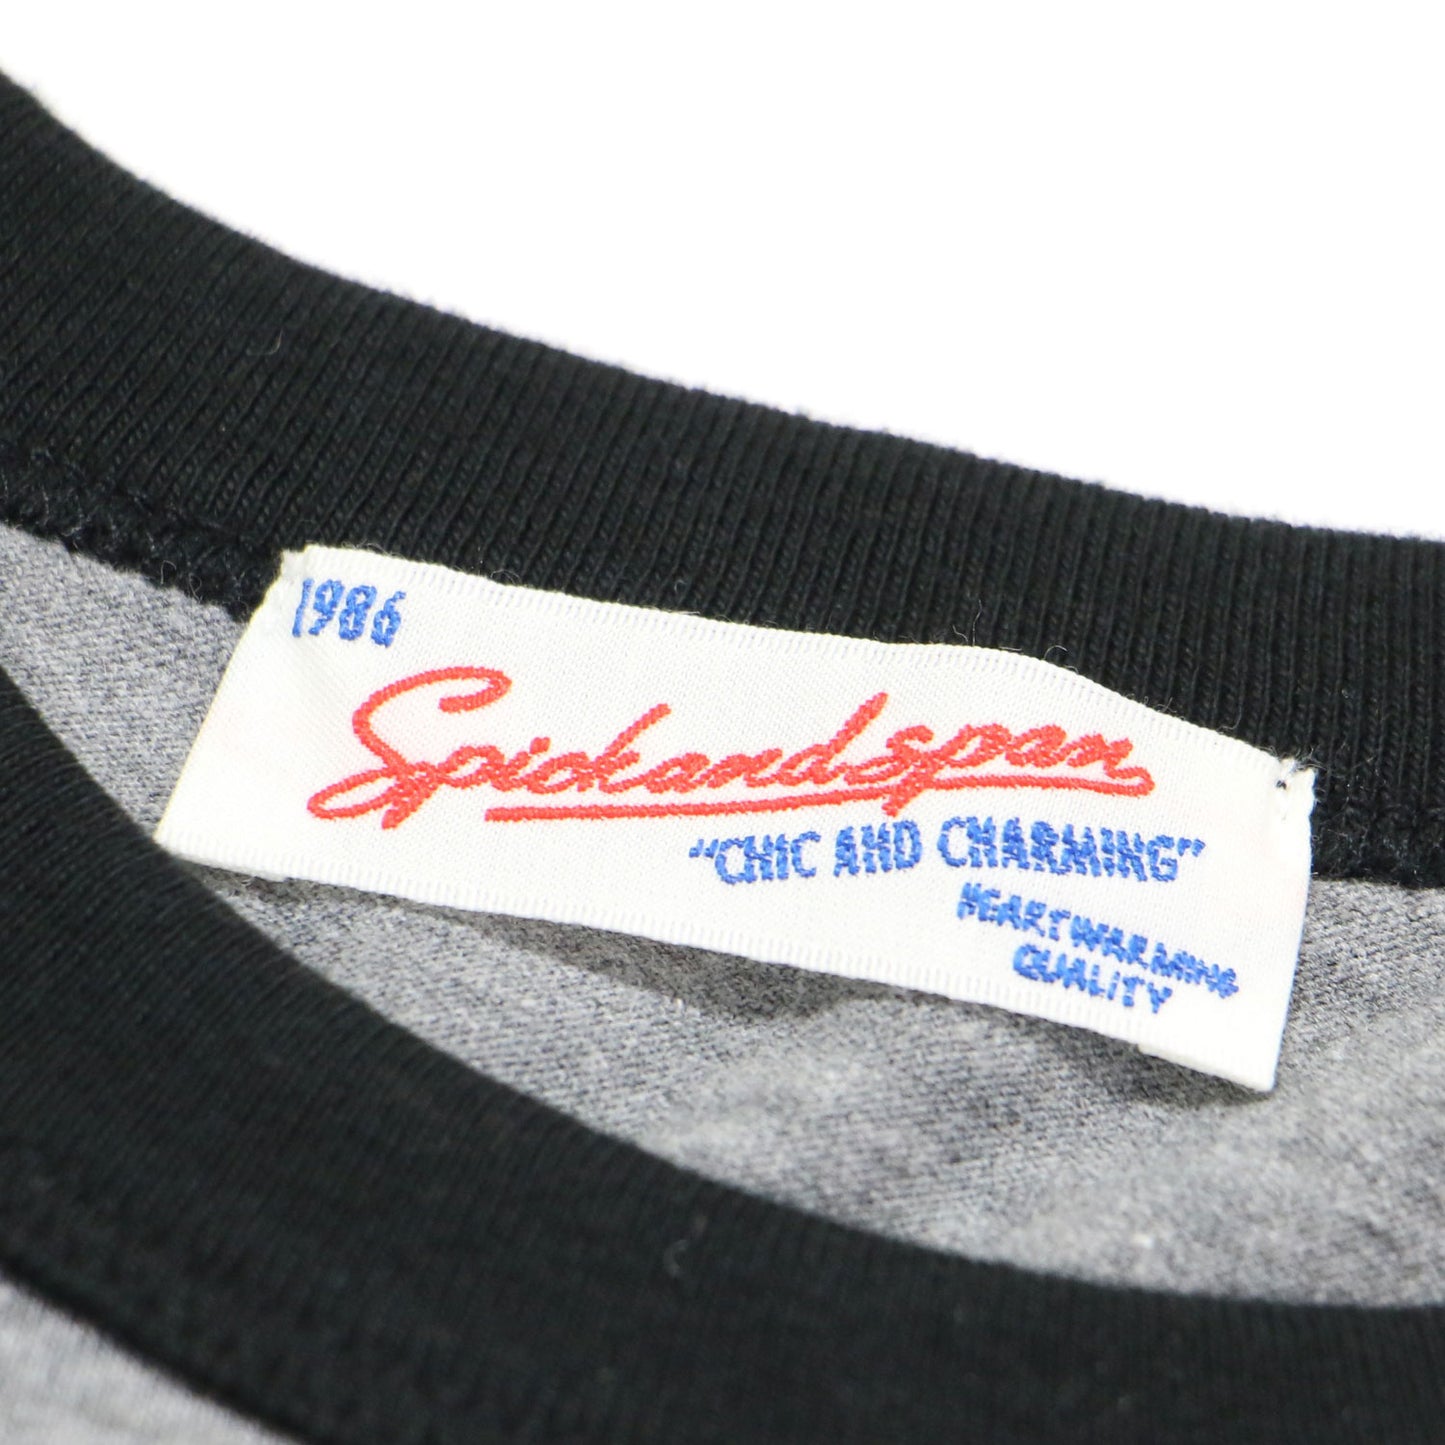 1986
Spickandspan
"CHIC AND CHARMING"
HEARTWARMING
QUALITY